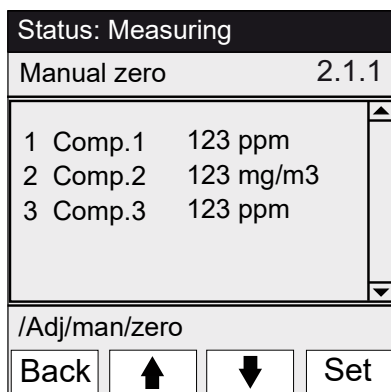 Status: Measuring
Manual zero 2.1.1
1 Comp.1 123 ppm
2 Comp.2 123 mg/m3
3 Comp.3 123 ppm
/Adj/man/zero
Back Set